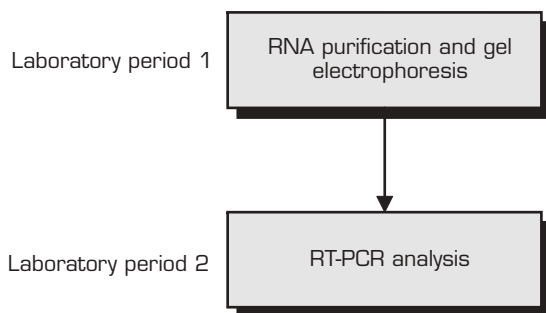 Laboratory period 1
RNA purification and gel
electrophoresis
Laboratory period 2
RT-PCR analysis